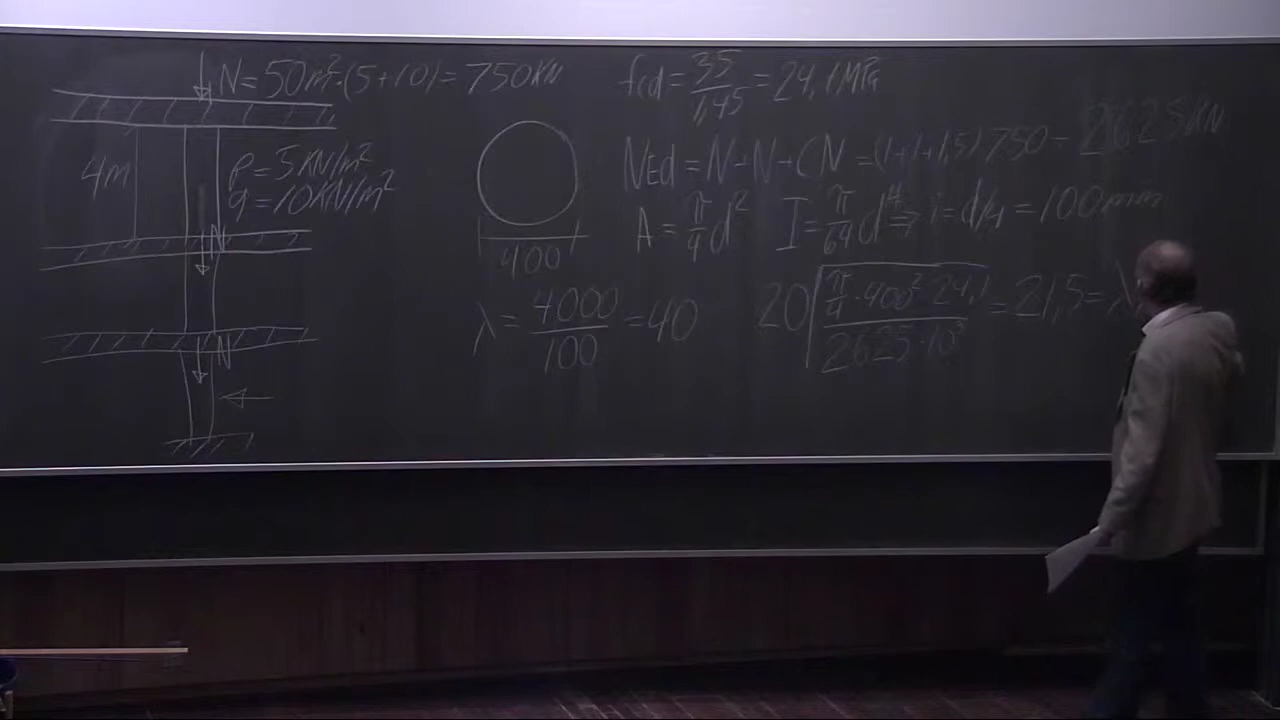 N = 50m²·(5+10) = 750KN
4m
p = 5KN/m²
q = 10KN/m²
N
N
400
fcd = 35/1,45 = 24,1MPa
NEd = N+N+CN = (1+1+1,5)750 = 2625KN
A = π/4 d² I = π/64 d⁴ ⇒ i = d/4 = 100mm
λ = 4000/100 = 40
20√(π/4·400²·24,1/2625·10³) = 21,5 = λ